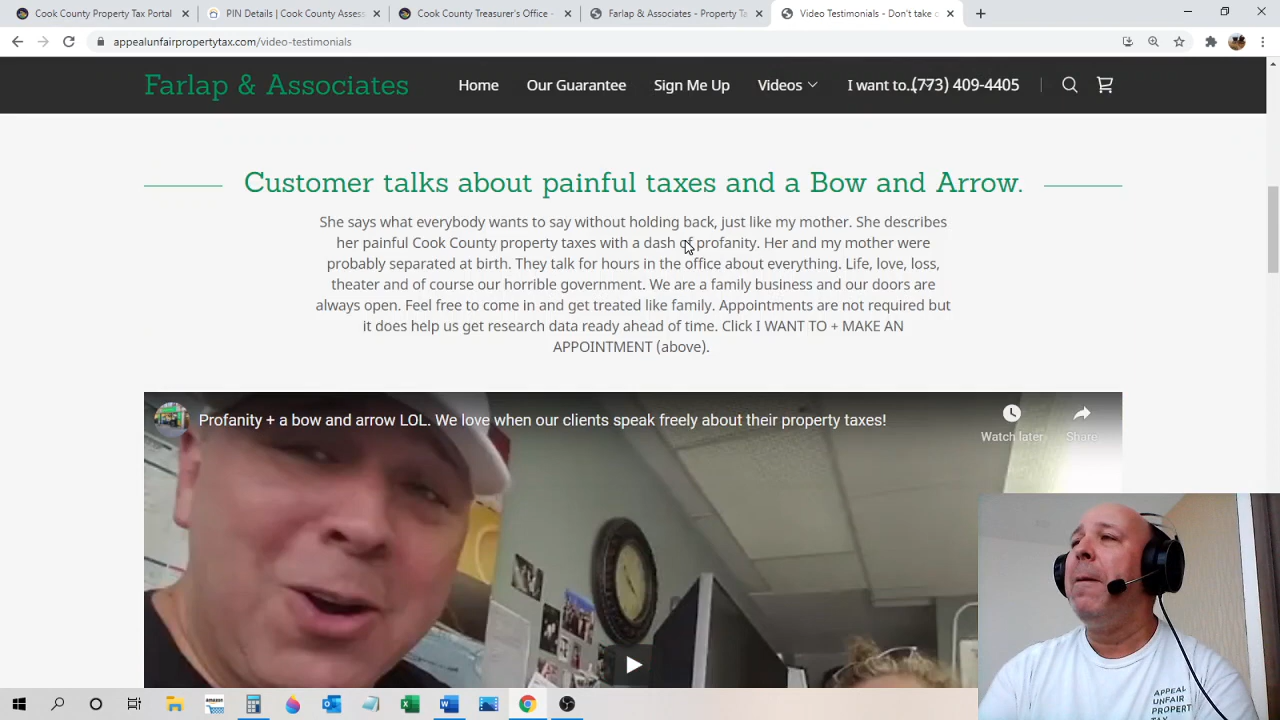 Cook County Property Tax Portal
PIN Details | Cook County Assess
Cook County Treasurer's Office -
Farlap & Associates - Property Ta
Video Testimonials - Don't take o
appealunfairpropertytax.com/video-testimonials
Farlap & Associates
Home
Our Guarantee
Sign Me Up
Videos
I want to...
(773) 409-4405
Customer talks about painful taxes and a Bow and Arrow.
She says what everybody wants to say without holding back, just like my mother. She describes
her painful Cook County property taxes with a dash of profanity. Her and my mother were
probably separated at birth. They talk for hours in the office about everything. Life, love, loss,
theater and of course our horrible government. We are a family business and our doors are
always open. Feel free to come in and get treated like family. Appointments are not required but
it does help us get research data ready ahead of time. Click I WANT TO + MAKE AN
APPOINTMENT (above).
Profanity + a bow and arrow LOL. We love when our clients speak freely about their property taxes!
Watch later
Share
APPEAL
UNFAIR
PROPERT
TAX
amazon